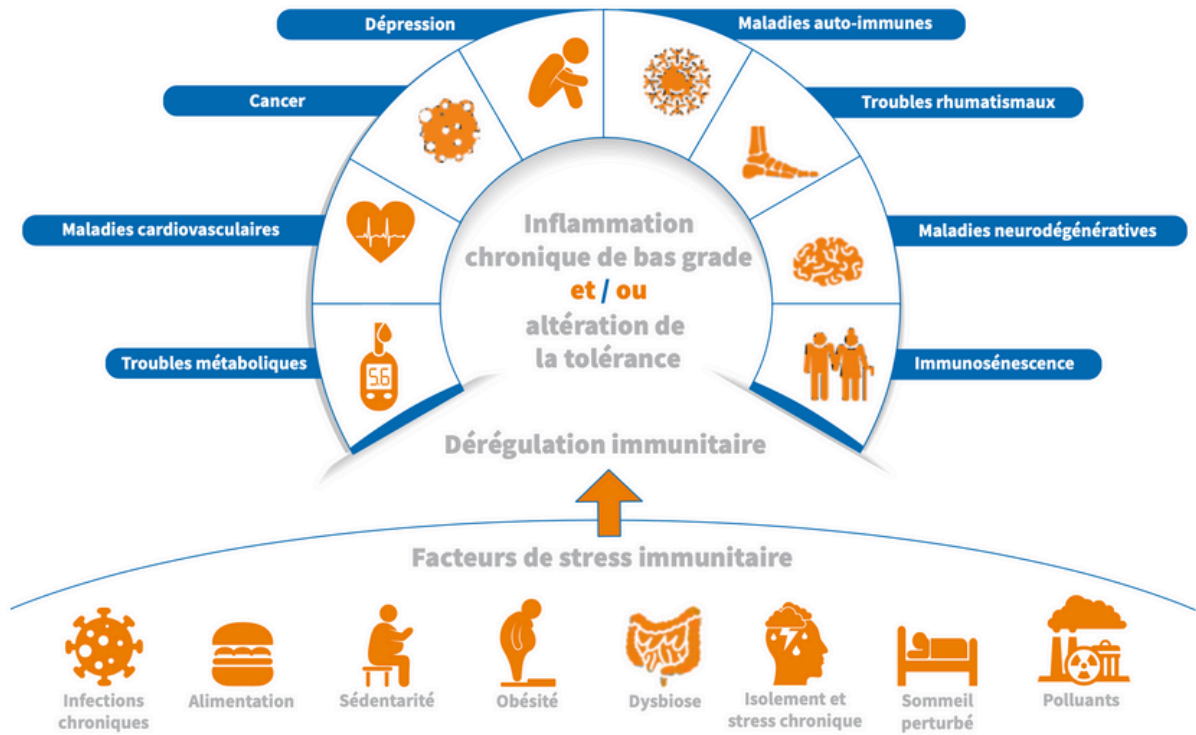 Dépression
Maladies auto-immunes
Cancer
Troubles rhumatismaux
Maladies cardiovasculaires
Maladies neurodégénératives
Troubles métaboliques
Immunosénescence
5.6
Inflammation
chronique de bas grade
et / ou
altération de
la tolérance
Dérégulation immunitaire
Facteurs de stress immunitaire
Infections
chroniques
Alimentation
Sédentarité
Obésité
Dysbiose
Isolement et
stress chronique
Sommeil
perturbé
Polluants